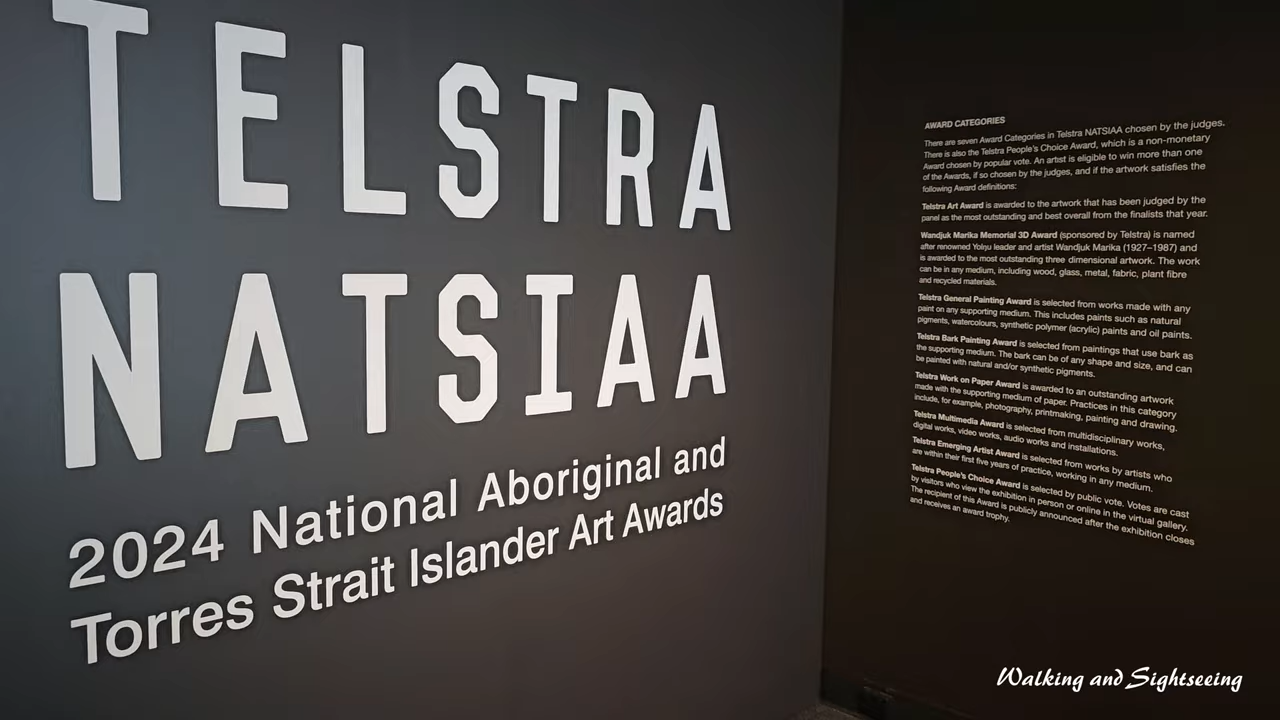 TELSTRA
NATSIAA
2024 National Aboriginal and
Torres Strait Islander Art Awards
AWARD CATEGORIES
There are seven Award Categories in Telstra NATSIAA chosen by the judges.
There is also the Telstra People's Choice Award, which is a non-monetary
Award chosen by popular vote. An artist is eligible to win more than one
of the Awards, if so chosen by the judges, and if the artwork satisfies the
following Award definitions:
Telstra Art Award is awarded to the artwork that has been judged by the
panel as the most outstanding and best overall from the finalists that year.
Wandjuk Marika Memorial 3D Award (sponsored by Telstra) is named
after renowned Yolŋu leader and artist Wandjuk Marika (1927–1987) and
is awarded to the most outstanding three dimensional artwork. The work
can be in any medium, including wood, glass, metal, fabric, plant fibre
and recycled materials.
Telstra General Painting Award is selected from works made with any
paint on any supporting medium. This includes paints such as natural
pigments, watercolours, synthetic polymer (acrylic) paints and oil paints.
Telstra Bark Painting Award is selected from paintings that use bark as
the supporting medium. The bark can be of any shape and size, and can
be painted with natural and/or synthetic pigments.
Telstra Work on Paper Award is awarded to an outstanding artwork
made with the supporting medium of paper. Practices in this category
include, for example, photography, printmaking, painting and drawing.
Telstra Multimedia Award is selected from multidisciplinary works,
digital works, video works, audio works and installations.
Telstra Emerging Artist Award is selected from works by artists who
are within their first five years of practice, working in any medium.
Telstra People's Choice Award is selected by public vote. Votes are cast
by visitors who view the exhibition in person or online in the virtual gallery.
The recipient of this Award is publicly announced after the exhibition closes
and receives an award trophy.
Walking and Sightseeing